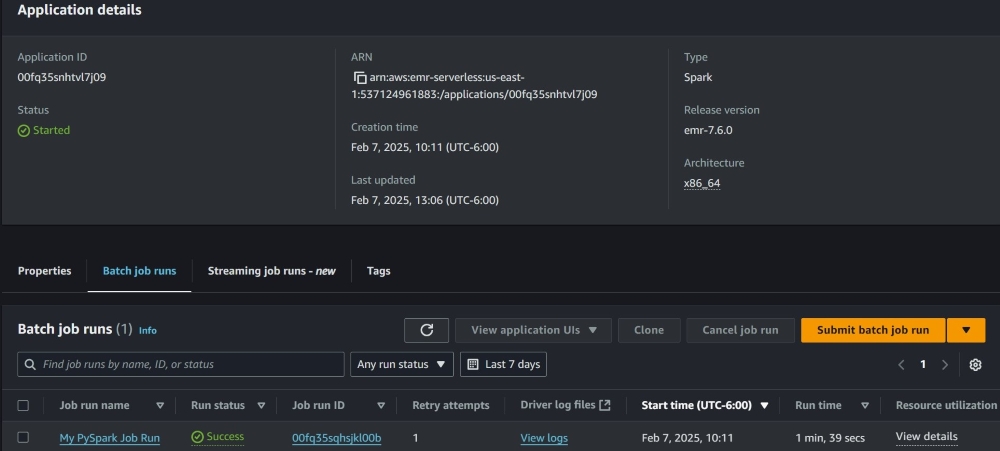 Application details
Application ID
00fq35snhtvl7j09
Status
Started
ARN
arn:aws:emr-serverless:us-east-
1:537124961883:/applications/00fq35snhtvl7j09
Creation time
Feb 7, 2025, 10:11 (UTC-6:00)
Last updated
Feb 7, 2025, 13:06 (UTC-6:00)
Type
Spark
Release version
emr-7.6.0
Architecture
x86_64
Properties Batch job runs Streaming job runs - new Tags
Batch job runs (1) Info View application UIs Clone Cancel job run Submit batch job run
Find job runs by name, ID, or status Any run status Last 7 days 1
Job run name Run status Job run ID Retry attempts Driver log files Start time (UTC-6:00) Run time Resource utilization
My PySpark Job Run Success 00fq35sqhsjkl00b 1 View logs Feb 7, 2025, 10:11 1 min, 39 secs View details